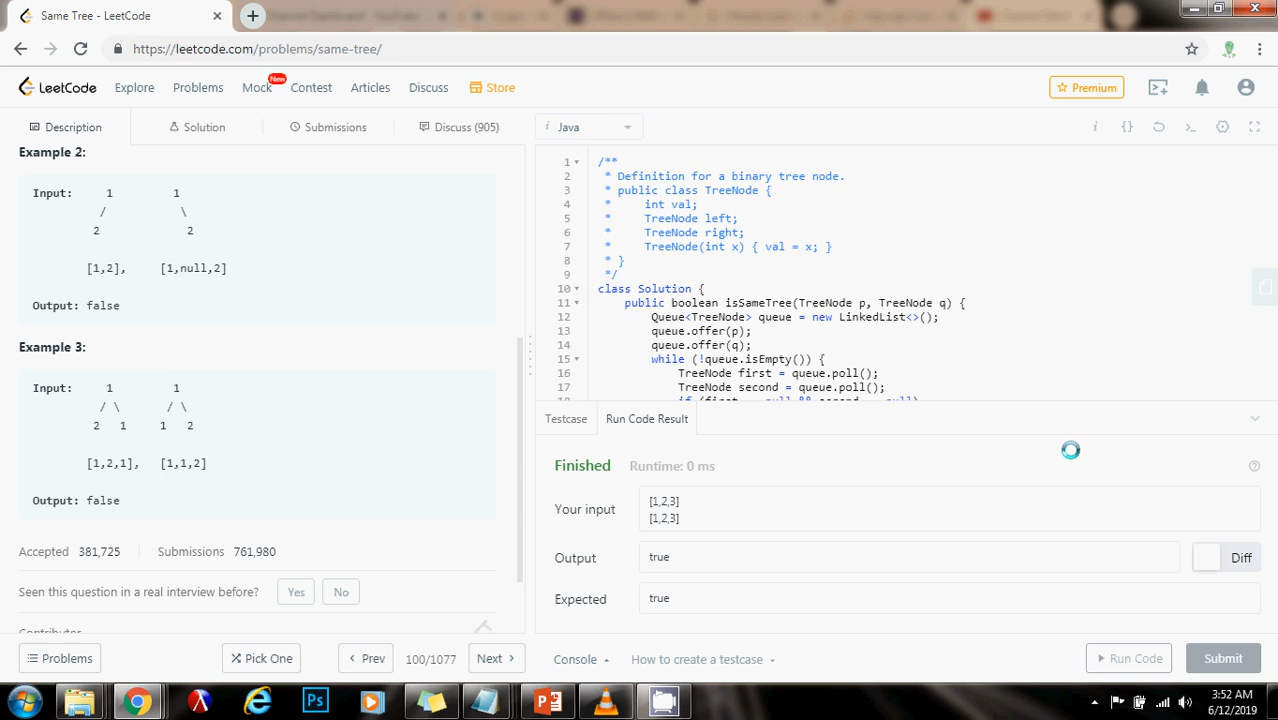 Same Tree - LeetCode
https://leetcode.com/problems/same-tree/
LeetCode Explore Problems Mock New Contest Articles Discuss Store Premium
Description Solution Submissions Discuss (905)
i Java
Example 2:
Input: 1 1
/ \
2 2
[1,2], [1,null,2]
Output: false
Example 3:
Input: 1 1
/ \ / \
2 1 1 2
[1,2,1], [1,1,2]
Output: false
Accepted 381,725 Submissions 761,980
Seen this question in a real interview before? Yes No
Contributor
Problems Pick One Prev 100/1077 Next
1 /**
2 * Definition for a binary tree node.
3 * public class TreeNode {
4 * int val;
5 * TreeNode left;
6 * TreeNode right;
7 * TreeNode(int x) { val = x; }
8 * }
9 */
10 class Solution {
11 public boolean isSameTree(TreeNode p, TreeNode q) {
12 Queue<TreeNode> queue = new LinkedList<>();
13 queue.offer(p);
14 queue.offer(q);
15 while (!queue.isEmpty()) {
16 TreeNode first = queue.poll();
17 TreeNode second = queue.poll();
18 if (first == null && second == null)
Testcase Run Code Result
Finished Runtime: 0 ms
Your input
[1,2,3]
[1,2,3]
Output true Diff
Expected true
Console How to create a testcase Run Code Submit
Ps
3:52 AM
6/12/2019